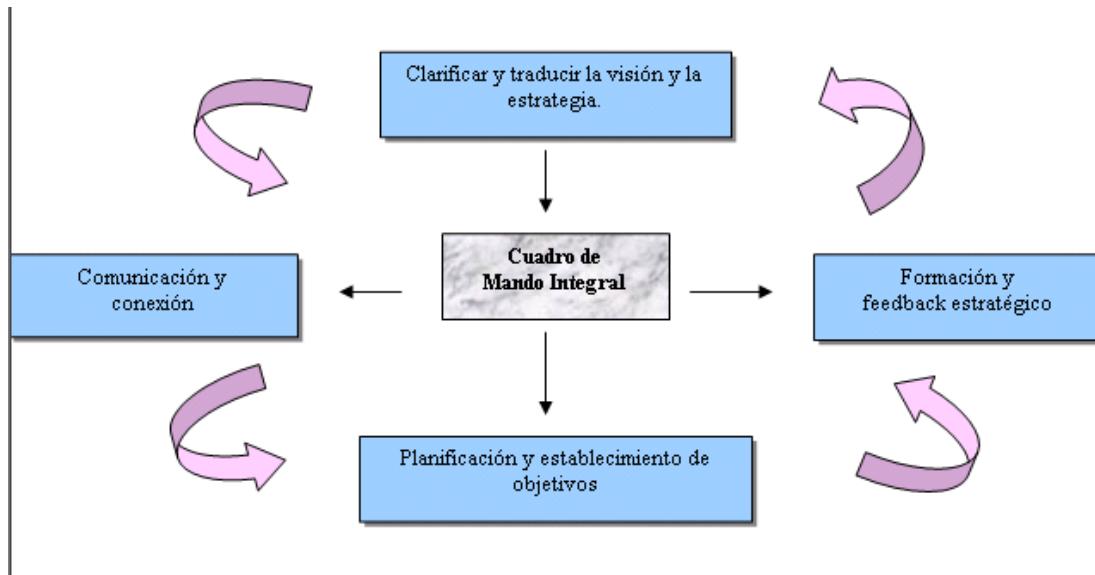 Clarificar y traducir la visión y la
estrategia.
Cuadro de
Mando Integral
Comunicación y
conexión
Formación y
feedback estratégico
Planificación y establecimiento de
objetivos